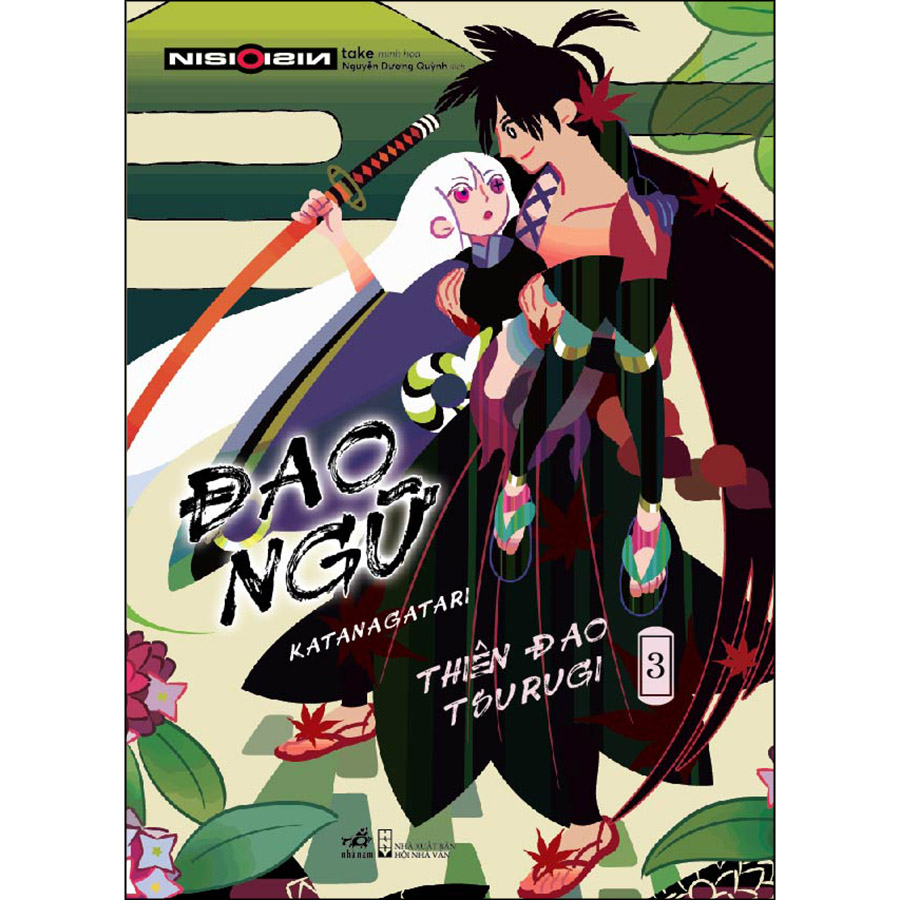 NISIOISIN
take minh họa
Nguyễn Dương Quỳnh dịch
ĐAO
NGỮ
KATANAGATARI
THIÊN ĐAO
TSURUGI
3
nhã nam
NHÀ XUẤT BẢN
HỘI NHÀ VĂN